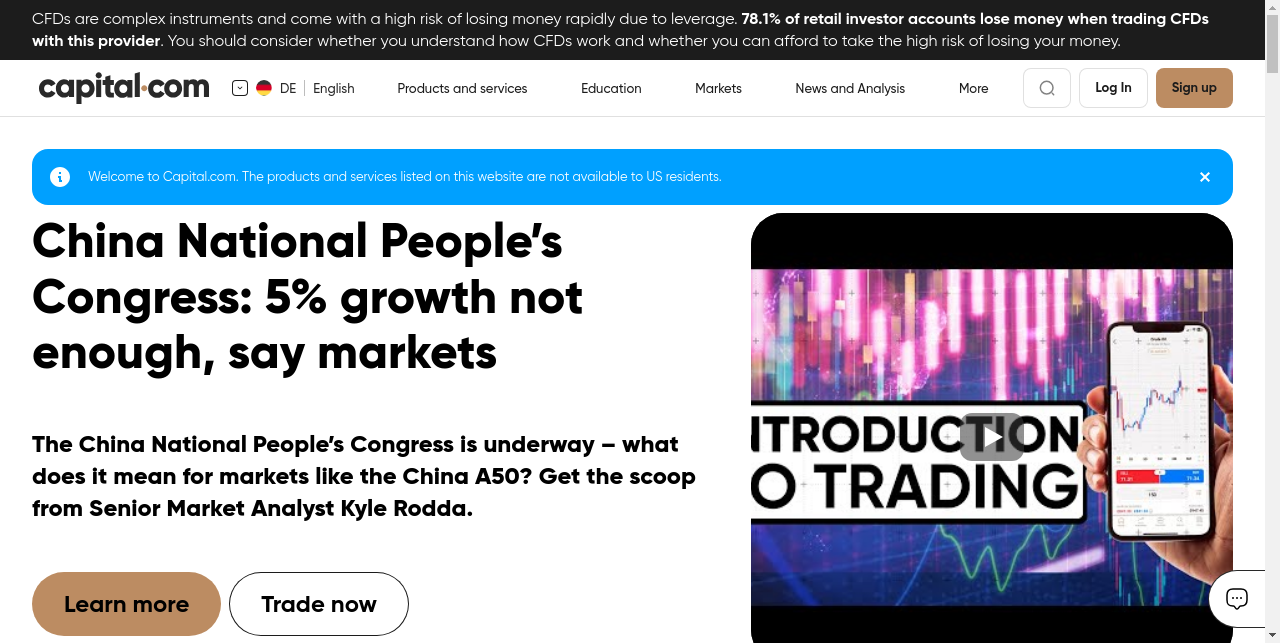 CFDs are complex instruments and come with a high risk of losing money rapidly due to leverage. 78.1% of retail investor accounts lose money when trading CFDs
with this provider. You should consider whether you understand how CFDs work and whether you can afford to take the high risk of losing your money.
capital.com
DE
English
Products and services
Education
Markets
News and Analysis
More
Log In
Sign up
Welcome to Capital.com. The products and services listed on this website are not available to US residents.
China National People’s
Congress: 5% growth not
enough, say markets
The China National People’s Congress is underway – what
does it mean for markets like the China A50? Get the scoop
from Senior Market Analyst Kyle Rodda.
Learn more
Trade now
NTRODUCTION
O TRADING